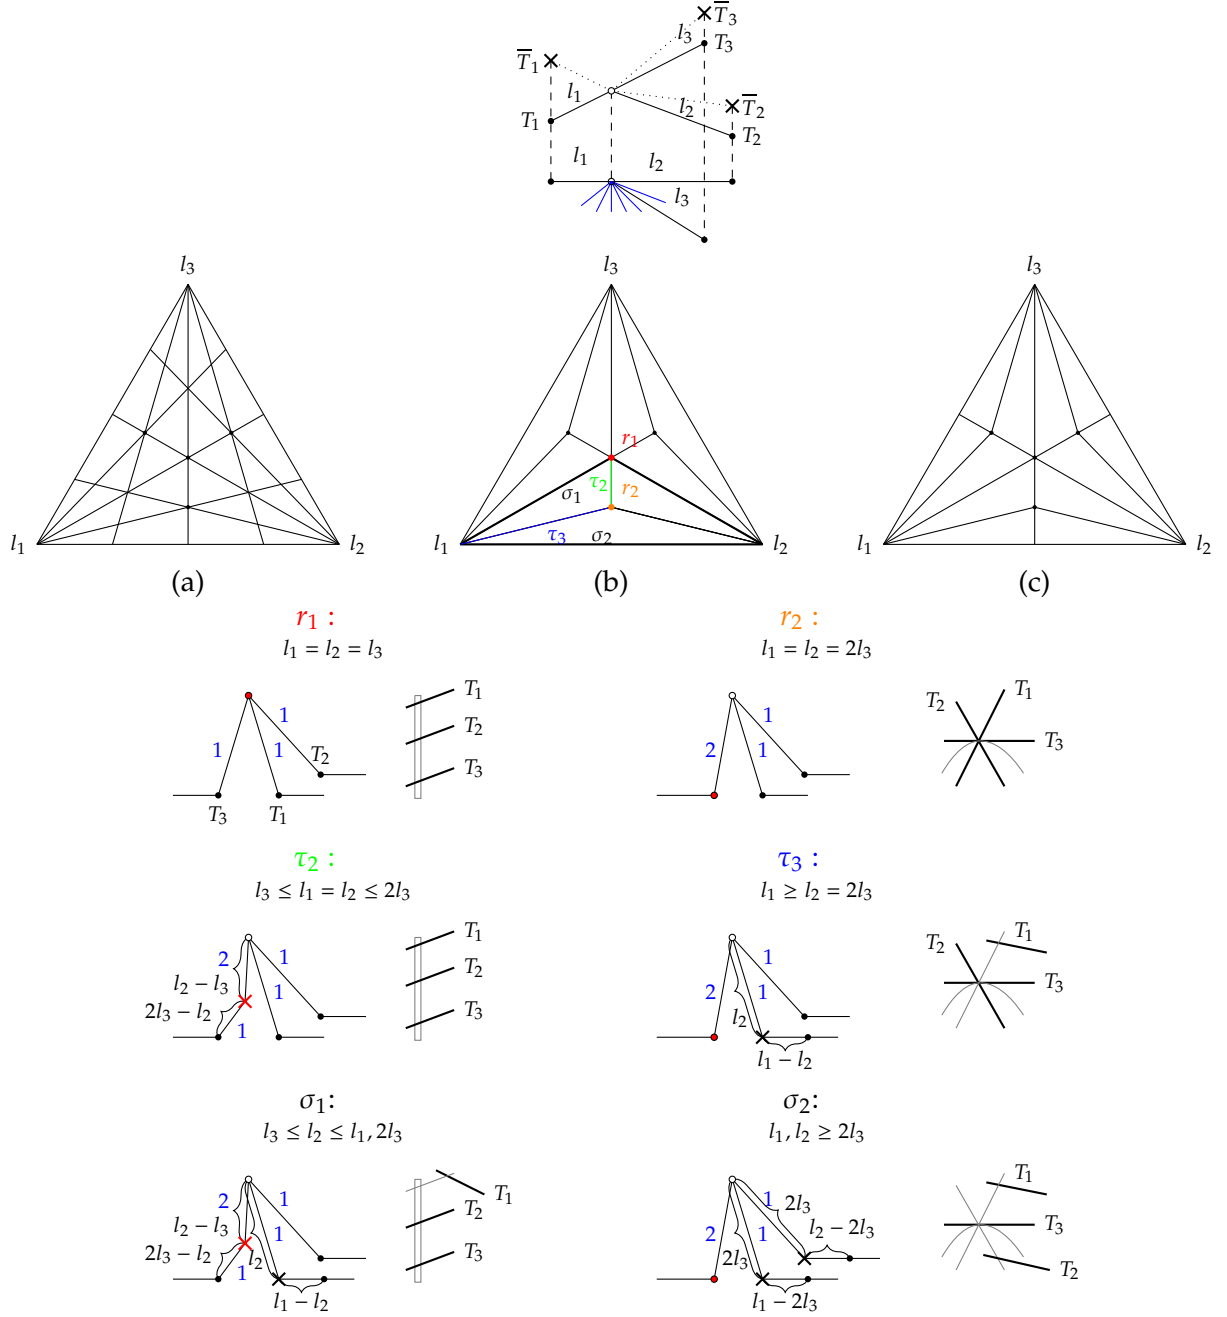 T̅₃
l₃
T₃
T̅₁
l₁
T̅₂
l₂
T₁
T₂
l₁ l₂
l₃
l₃ l₃ l₃
r₁
τ₂ r₂
σ₁
l₁ l₂ l₁ τ₃ σ₂ l₂ l₁ l₂
(a) (b) (c)
r₁ :
l₁ = l₂ = l₃
1 1 1
T₃ T₁ T₂
T₁
T₂
T₃
r₂ :
l₁ = l₂ = 2l₃
2 1 1
T₂ T₁
T₃
τ₂ :
l₃ ≤ l₁ = l₂ ≤ 2l₃
2 1
l₂ − l₃ 1
2l₃ − l₂ 1
T₁
T₂
T₃
τ₃ :
l₁ ≥ l₂ = 2l₃
1
2 1
l₂
l₁ − l₂
T₂ T₁
T₃
σ₁:
l₃ ≤ l₂ ≤ l₁, 2l₃
2 1
l₂ − l₃ 1
2l₃ − l₂ l₂
1
l₁ − l₂
T₁
T₂
T₃
σ₂:
l₁, l₂ ≥ 2l₃
1 2l₃
2 1 l₂ − 2l₃
2l₃
l₁ − 2l₃
T₁
T₃
T₂